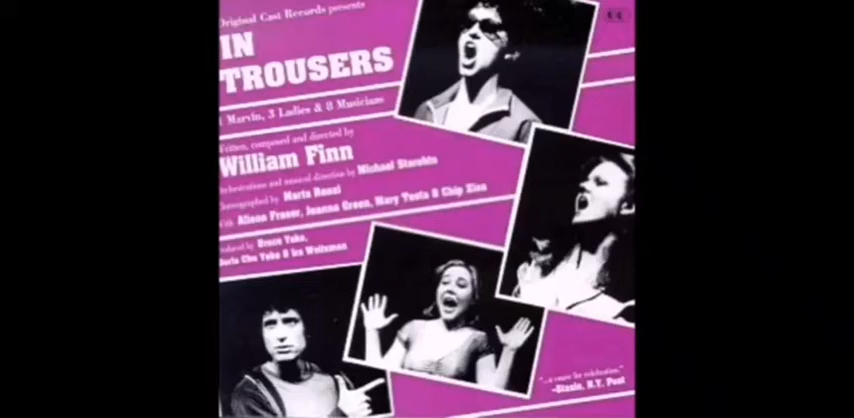 Original Cast Records presents
IN
TROUSERS
1 Marvin, 3 Ladies & 8 Musicians
Written, composed and directed by
William Finn
Orchestrations and musical direction by Michael Starobin
Choreographed by Marta Renzi
With Alison Fraser, Joanna Green, Mary Testa & Chip Zien
Produced by Bruce Yeko,
Doris Chu Yeko & Ira Weitzman
"...a cause for celebration."
-Stasio, N.Y. Post